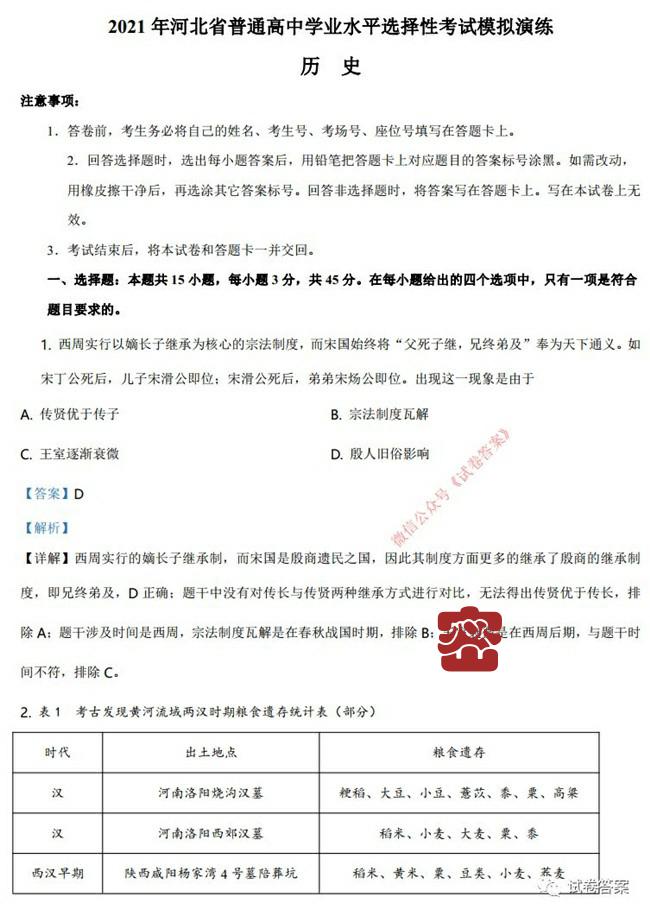 2021 年河北省普通高中学业水平选择性考试模拟演练
历 史
注意事项：
1．答卷前，考生务必将自己的姓名、考生号、考场号、座位号填写在答题卡上。
2．回答选择题时，选出每小题答案后，用铅笔把答题卡上对应题目的答案标号涂黑。如需改动，
用橡皮擦干净后，再选涂其它答案标号。回答非选择题时，将答案写在答题卡上。写在本试卷上无
效。
3．考试结束后，将本试卷和答题卡一并交回。
一、选择题：本题共 15 小题，每小题 3 分，共 45 分。在每小题给出的四个选项中，只有一项是符合
题目要求的。
1. 西周实行以嫡长子继承为核心的宗法制度，而宋国始终将“父死子继，兄终弟及”奉为天下通义。如
宋丁公死后，儿子宋湣公即位；宋湣公死后，弟弟宋炀公即位。出现这一现象是由于
A. 传贤优于传子
B. 宗法制度瓦解
C. 王室逐渐衰微
D. 殷人旧俗影响
微信公众号《试卷答案》
【答案】D
【解析】
【详解】西周实行的嫡长子继承制，而宋国是殷商遗民之国，因此其制度方面更多的继承了殷商的继承制
度，即兄终弟及，D 正确；题干中没有对传长与传贤两种继承方式进行对比，无法得出传贤优于传长，排
除 A；题干涉及时间是西周，宗法制度瓦解是在春秋战国时期，排除 B；是在西周后期，与题干时
间不符，排除 C。
2. 表 1 考古发现黄河流域两汉时期粮食遗存统计表（部分）
时代 出土地点 粮食遗存
汉 河南洛阳烧沟汉墓 粳稻、大豆、小豆、薏苡、黍、粟、高粱
汉 河南洛阳西郊汉墓 稻米、小麦、大麦、粟、黍
西汉早期 陕西咸阳杨家湾 4 号墓陪葬坑 稻米、黄米、粟、豆类、小麦、荞麦
试卷答案